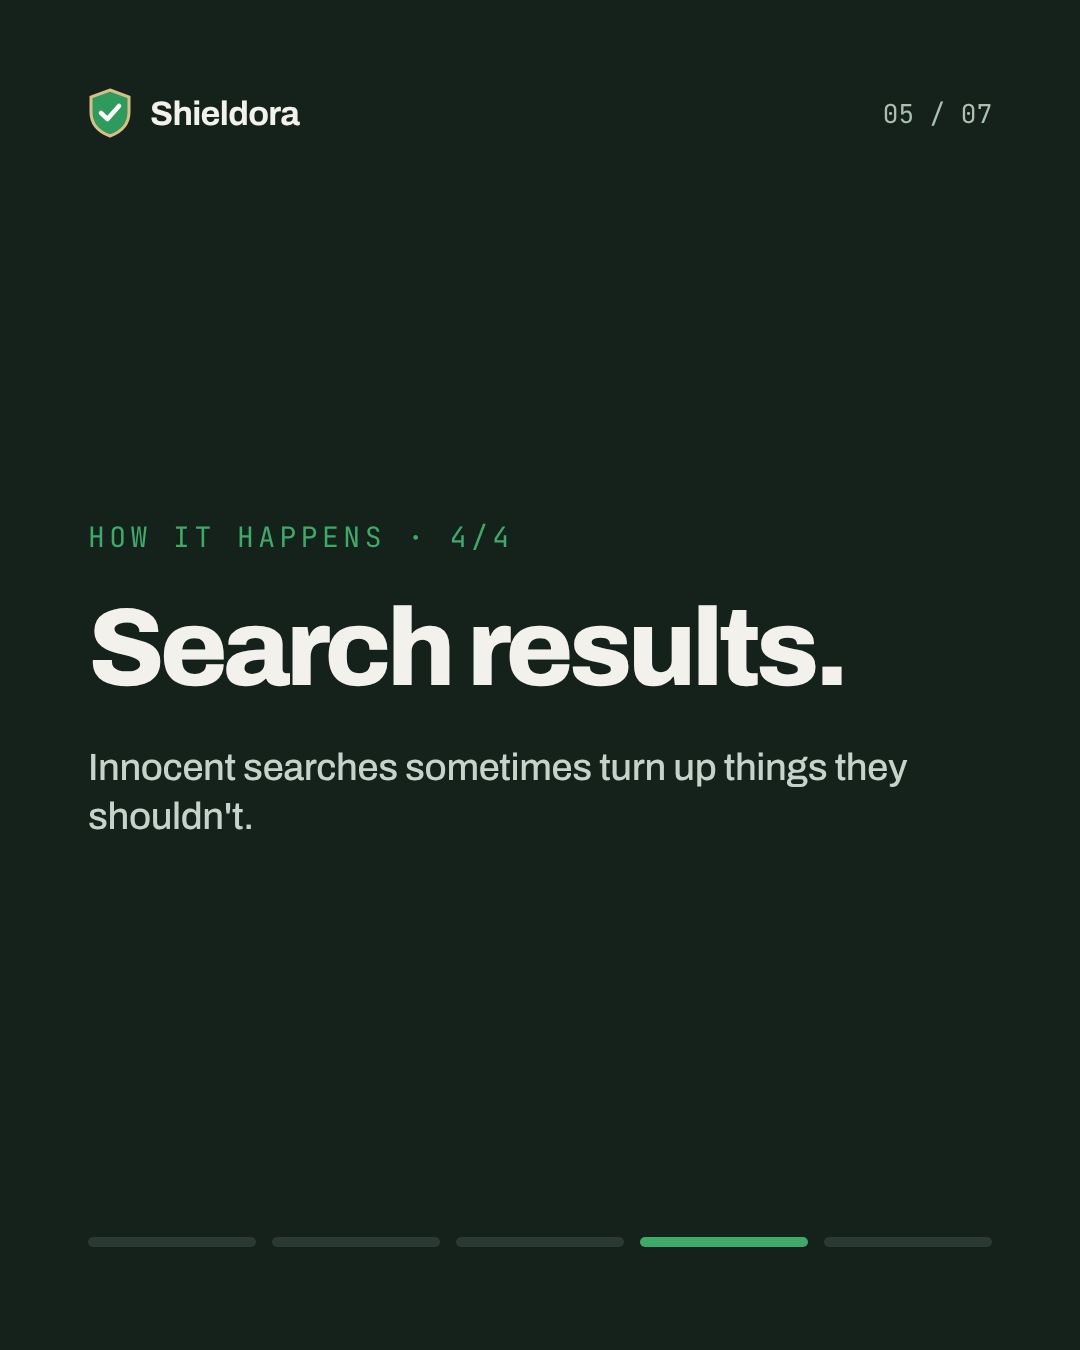 Shieldora
05 / 07
HOW IT HAPPENS · 4/4
Search results.
Innocent searches sometimes turn up things they
shouldn't.